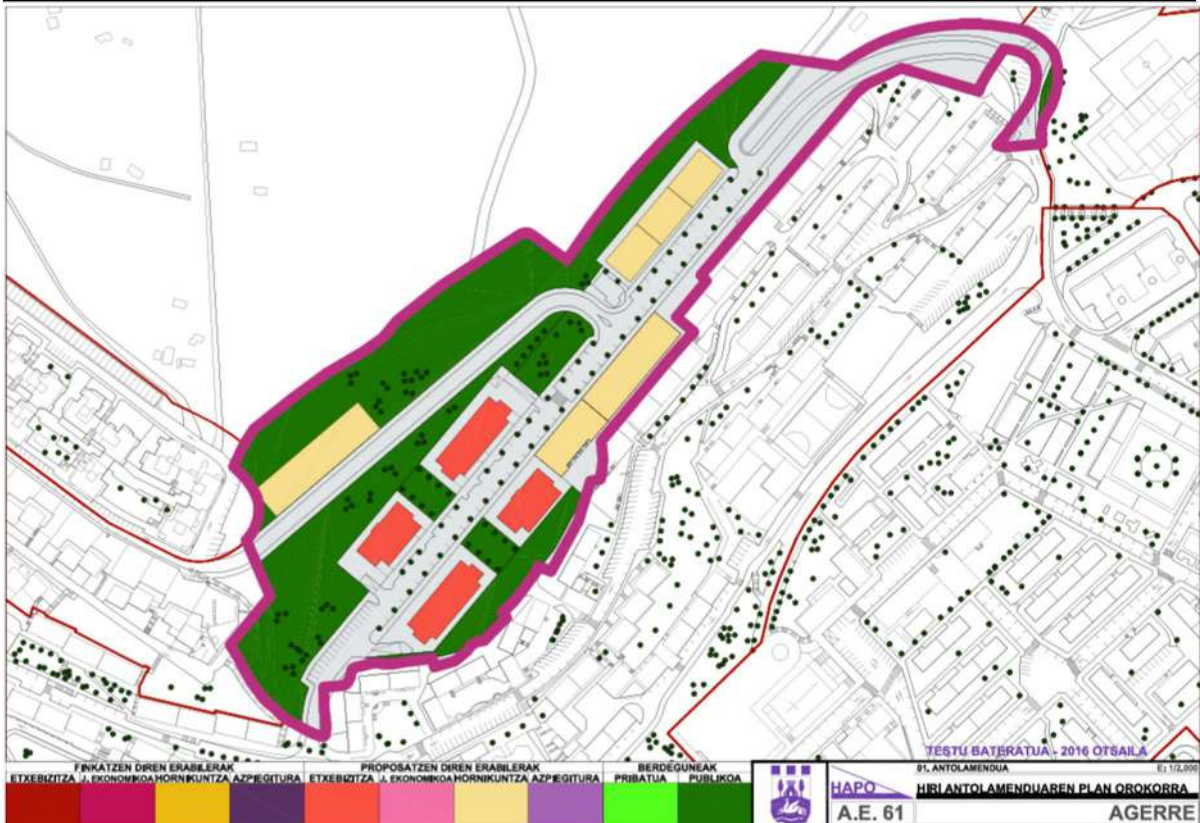 TESTU BATERATUA - 2016 OTSAILA
FINKATZEN DIREN ERABILERAK
ETXEBIZITZA J. EKONOMIKOA HORNIKUNTZA AZPIEGITURA
PROPOSATZEN DIREN ERABILERAK
ETXEBIZITZA J. EKONOMIKOA HORNIKUNTZA AZPIEGITURA
BERDEGUNEAK
PRIBATUA PUBLIKOA
HAPO
A.E. 61
01. ANTOLAMENDUA E: 1/2.000
HIRI ANTOLAMENDUAREN PLAN OROKORRA
AGERRE